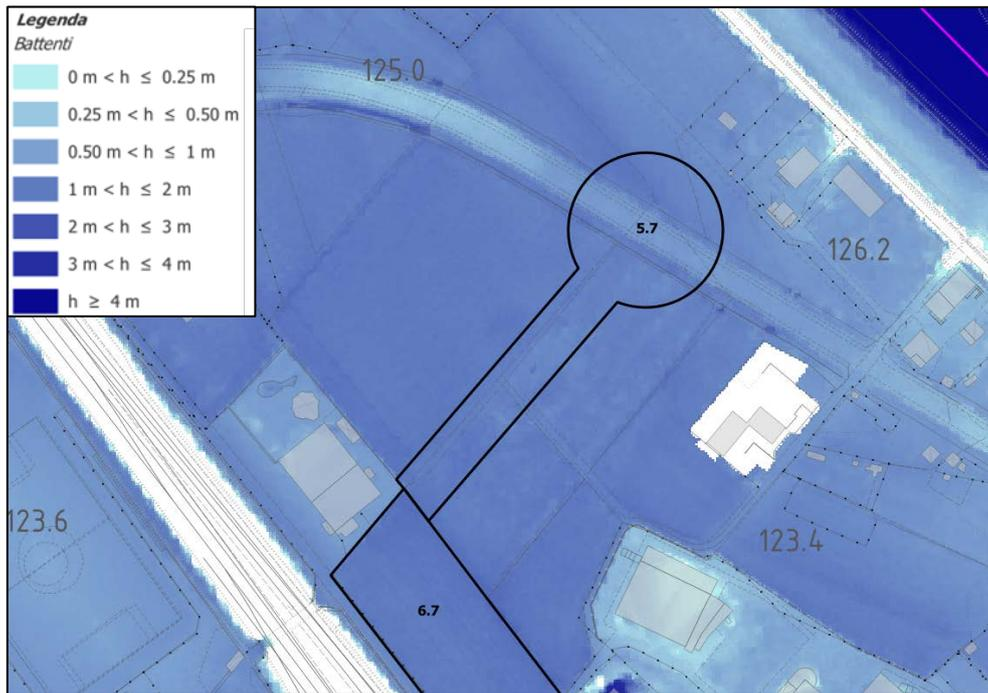 Legenda
Battenti
0 m < h ≤ 0.25 m
0.25 m < h ≤ 0.50 m
0.50 m < h ≤ 1 m
1 m < h ≤ 2 m
2 m < h ≤ 3 m
3 m < h ≤ 4 m
h ≥ 4 m
125.0
5.7
126.2
123.6
123.4
6.7